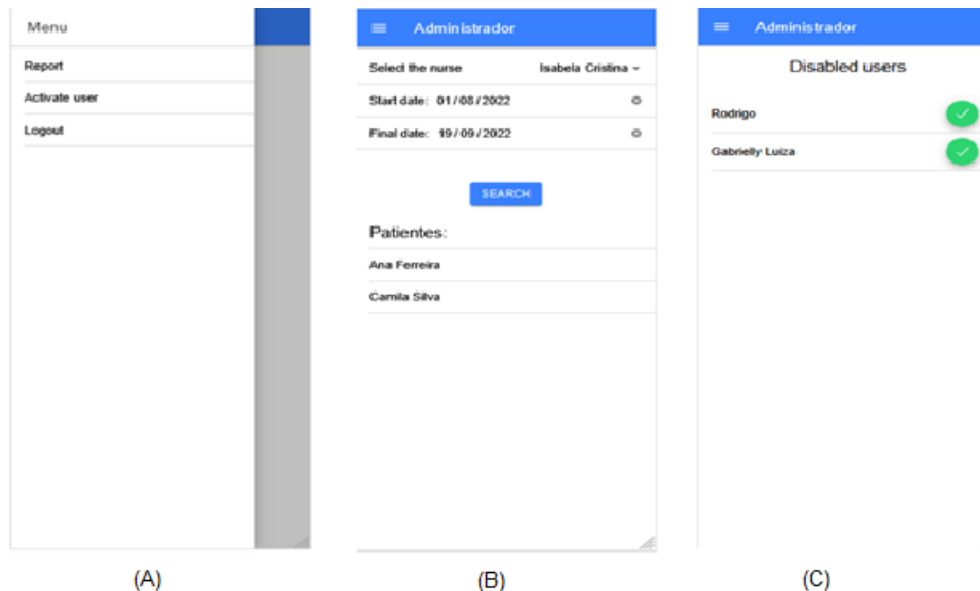 Menu
Report
Activate user
Logout
(A)
Administrador
Select the nurse Isabela Cristina
Start date: 01/08/2022
Final date: 19/09/2022
SEARCH
Patientes:
Ana Ferreira
Camila Silva
(B)
Administrador
Disabled users
Rodrigo
Gabrielly Luiza
(C)